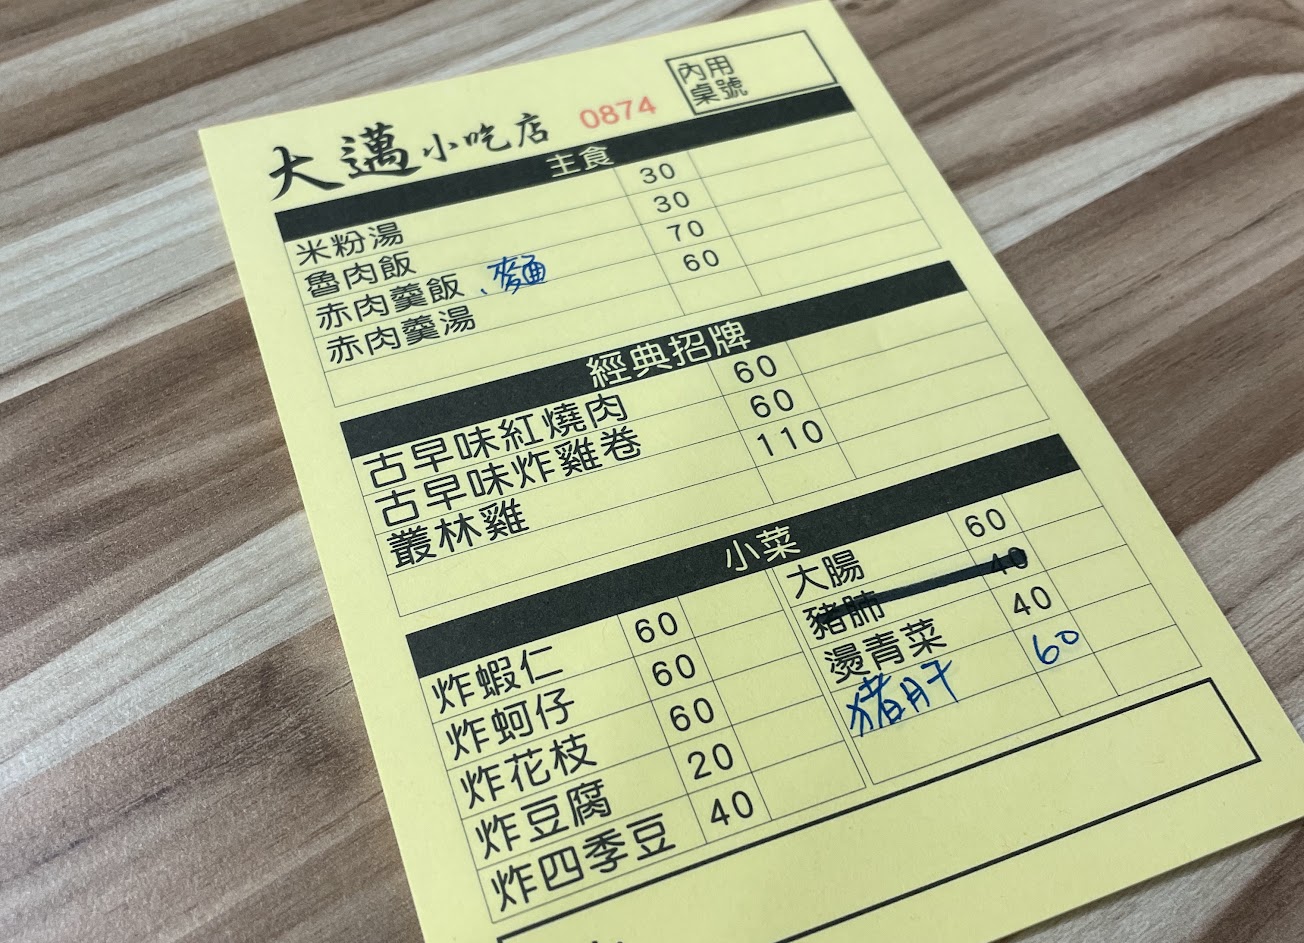 大邁小吃店 0874 內用
桌號
主食
米粉湯 30
魯肉飯 30
赤肉羹飯、麵 70
赤肉羹湯 60
經典招牌
古早味紅燒肉 60
古早味炸雞卷 60
叢林雞 110
小菜
炸蝦仁 60
炸蚵仔 60
炸花枝 60
炸豆腐 20
炸四季豆 40
大腸 60
豬腩 40
燙青菜 40
猪肝 60